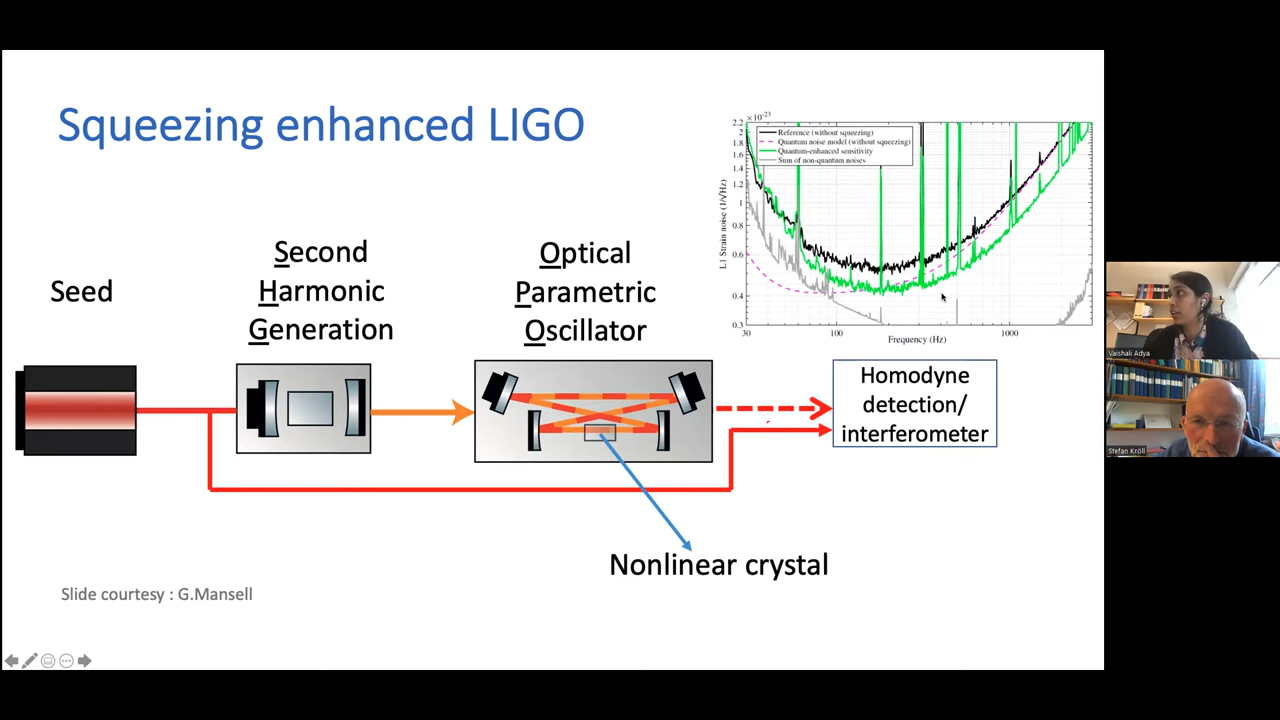 Squeezing enhanced LIGO
×10⁻²³
2.2
2
1.8
1.6
1.4
1.2
1
0.8
0.6
0.4
0.3
L1 Strain noise (1/√Hz)
Reference (without squeezing)
Quantum noise model (without squeezing)
Quantum-enhanced sensitivity
Sum of non-quantum noises
30
100
1000
Frequency (Hz)
Seed
Second
Harmonic
Generation
Optical
Parametric
Oscillator
Homodyne
detection/
interferometer
Nonlinear crystal
Slide courtesy : G.Mansell
Vaishali Adya
Stefan Kröll